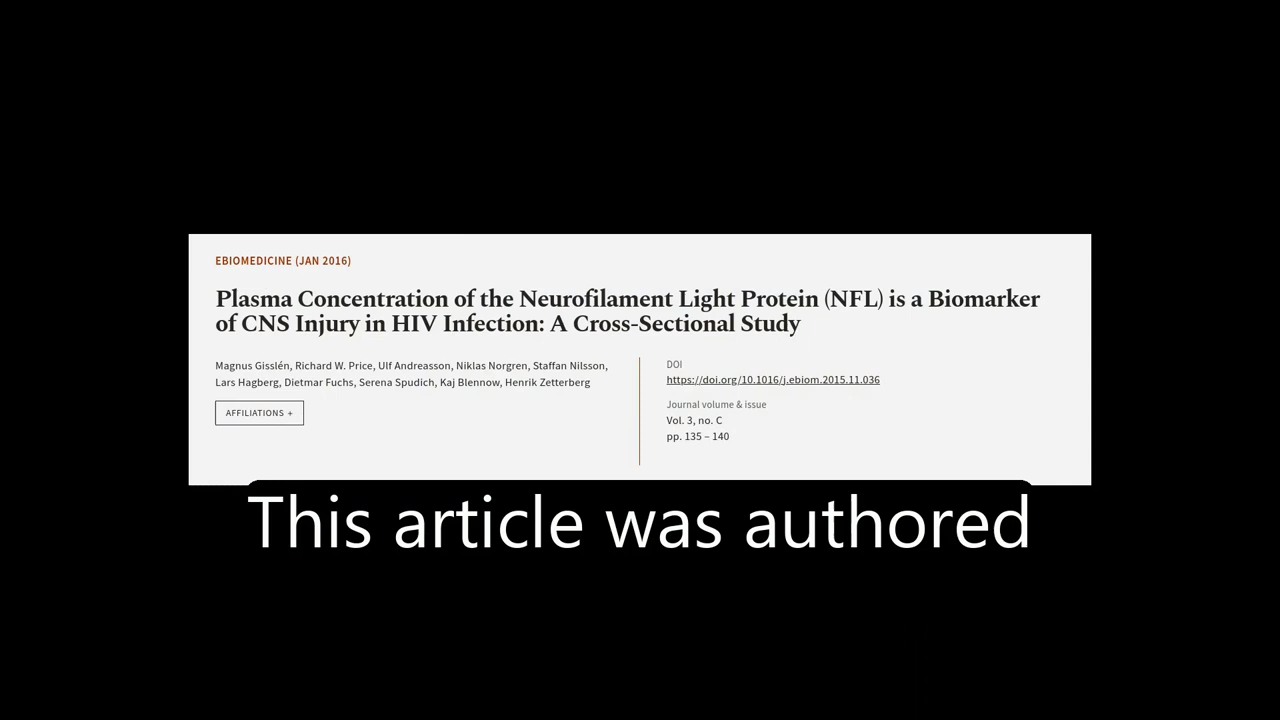 EBIOMEDICINE (JAN 2016)
Plasma Concentration of the Neurofilament Light Protein (NFL) is a Biomarker
of CNS Injury in HIV Infection: A Cross-Sectional Study
Magnus Gisslén, Richard W. Price, Ulf Andreasson, Niklas Norgren, Staffan Nilsson,
Lars Hagberg, Dietmar Fuchs, Serena Spudich, Kaj Blennow, Henrik Zetterberg
AFFILIATIONS +
DOI
https://doi.org/10.1016/j.ebiom.2015.11.036
Journal volume & issue
Vol. 3, no. C
pp. 135 – 140
This article was authored